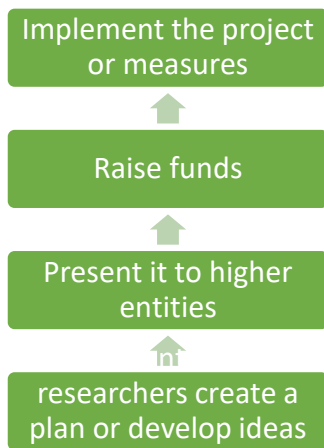 Implement the project
or measures
Raise funds
Present it to higher
entities
researchers create a
plan or develop ideas